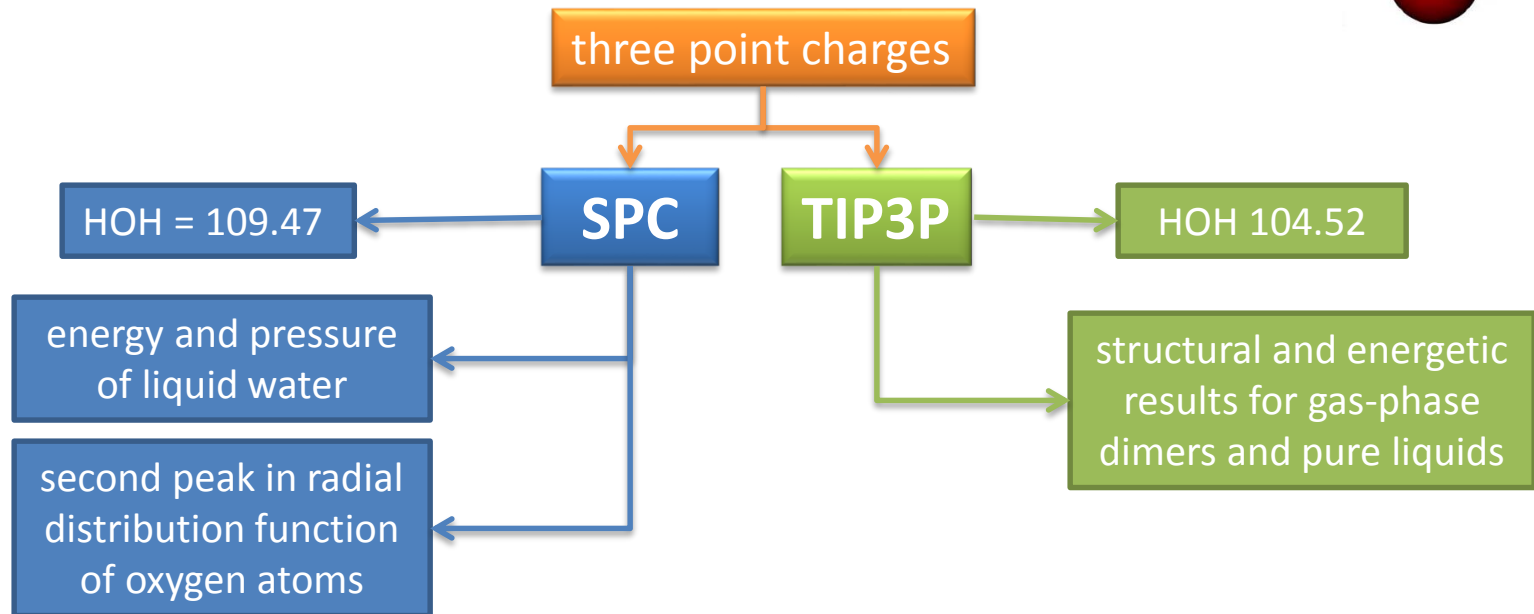 three point charges
SPC
TIP3P
HOH = 109.47
HOH 104.52
energy and pressure
of liquid water
structural and energetic
results for gas-phase
dimers and pure liquids
second peak in radial
distribution function
of oxygen atoms